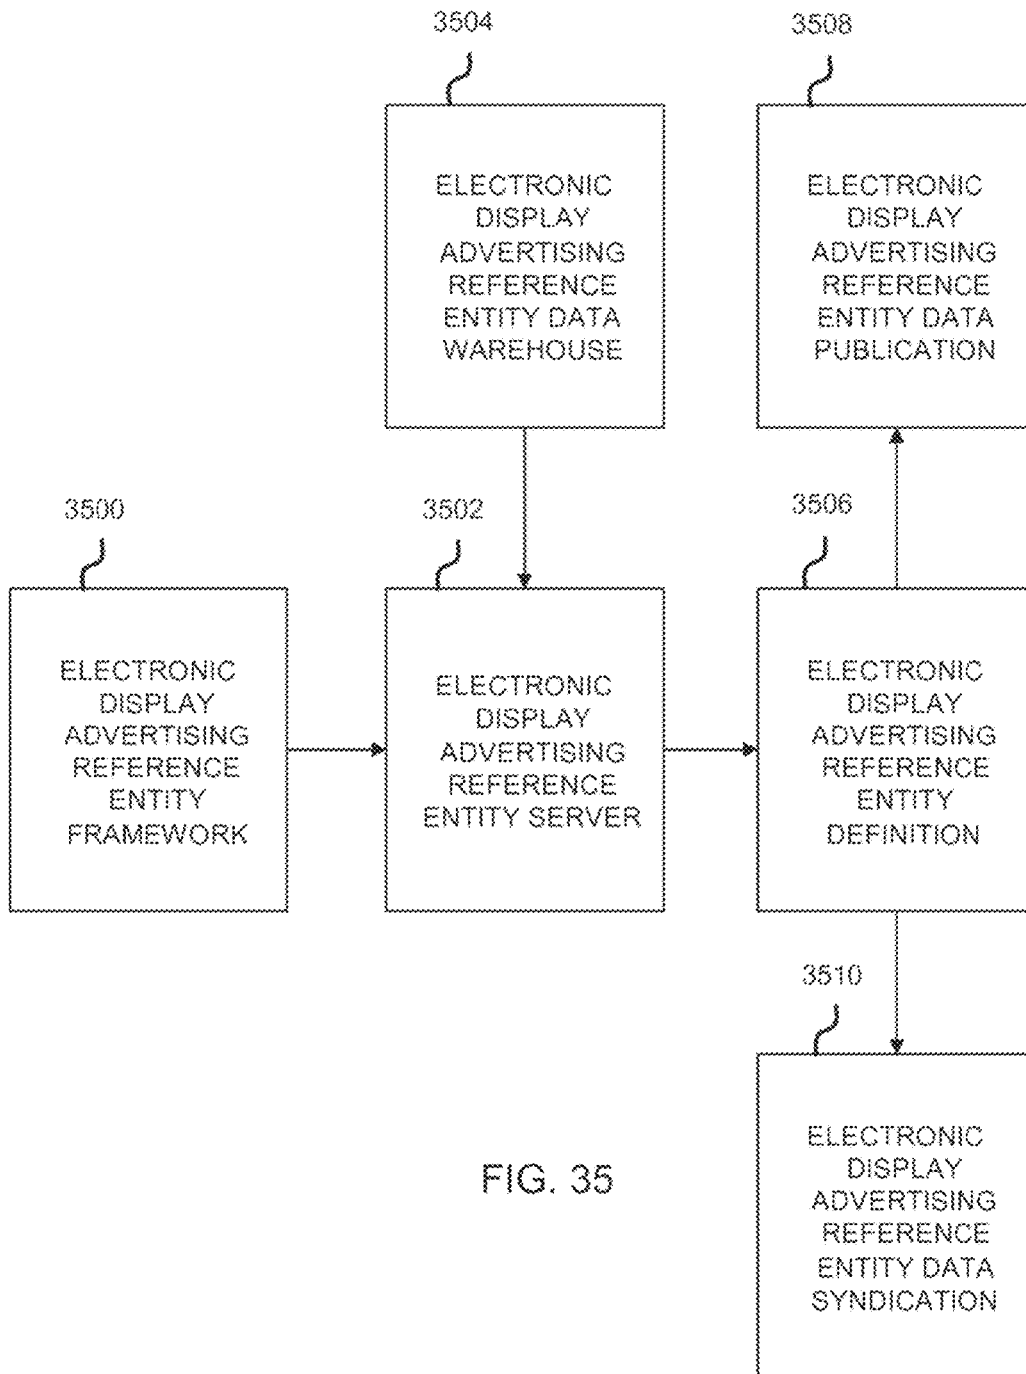 3504
ELECTRONIC
DISPLAY
ADVERTISING
REFERENCE
ENTITY DATA
WAREHOUSE
3508
ELECTRONIC
DISPLAY
ADVERTISING
REFERENCE
ENTITY DATA
PUBLICATION
3500
ELECTRONIC
DISPLAY
ADVERTISING
REFERENCE
ENTITY
FRAMEWORK
3502
ELECTRONIC
DISPLAY
ADVERTISING
REFERENCE
ENTITY SERVER
3506
ELECTRONIC
DISPLAY
ADVERTISING
REFERENCE
ENTITY
DEFINITION
3510
ELECTRONIC
DISPLAY
ADVERTISING
REFERENCE
ENTITY DATA
SYNDICATION
FIG. 35